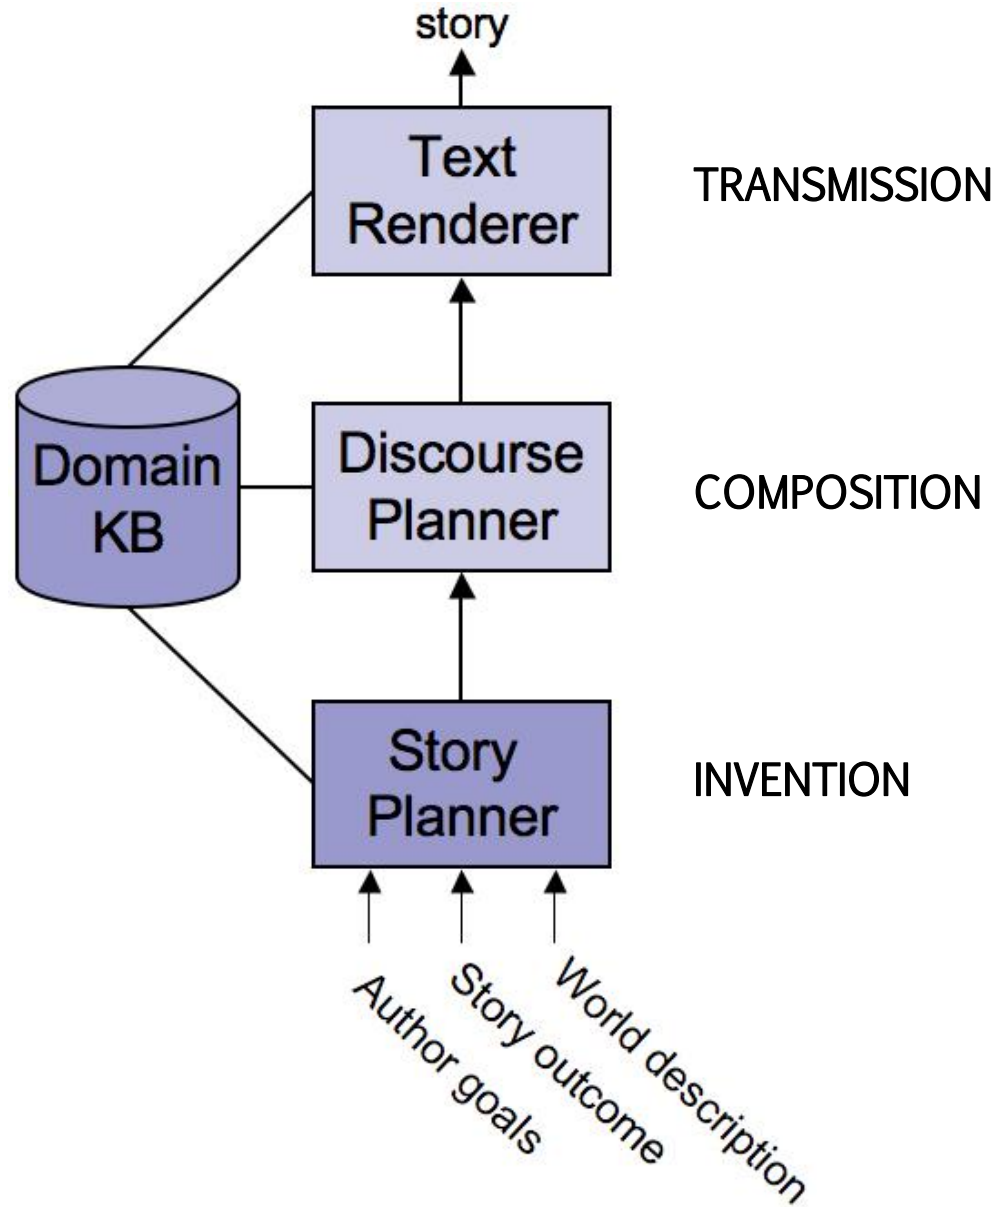 story
Text
Renderer
TRANSMISSION
Domain
KB
Discourse
Planner
COMPOSITION
Story
Planner
INVENTION
Author goals
Story outcome
World description